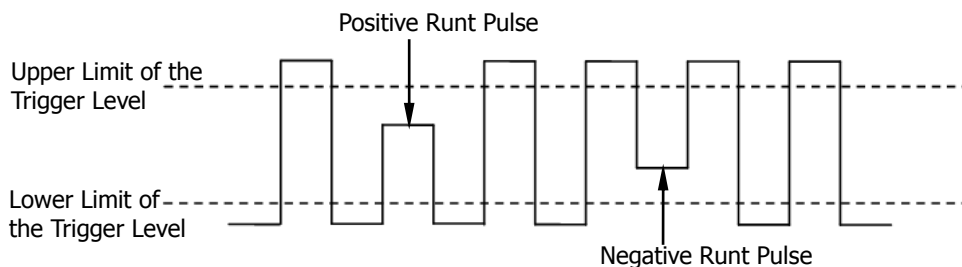 Positive Runt Pulse
Upper Limit of the
Trigger Level
Lower Limit of
the Trigger Level
Negative Runt Pulse